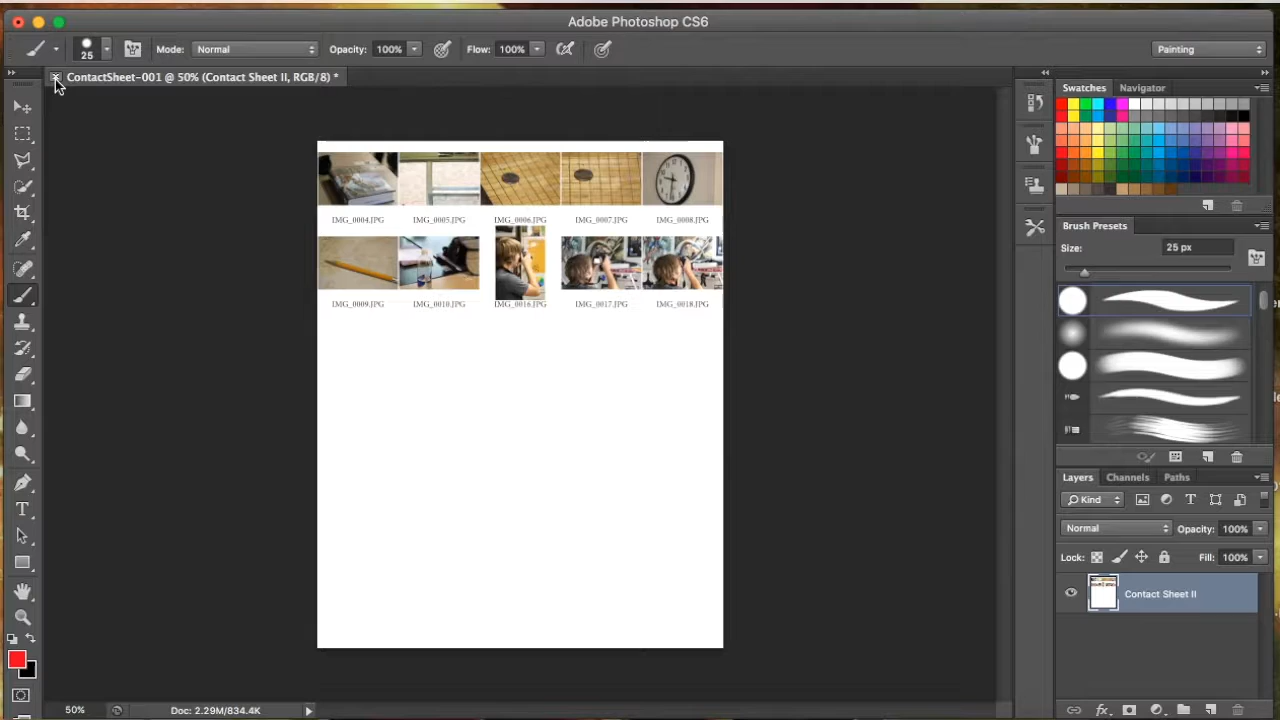 Adobe Photoshop CS6
25 Mode: Normal Opacity: 100% Flow: 100% Painting
ContactSheet-001 @ 50% (Contact Sheet II, RGB/8) *
Swatches Navigator
IMG_0004.JPG IMG_0005.JPG IMG_0006.JPG IMG_0007.JPG IMG_0008.JPG
Brush Presets
Size: 25 px
IMG_0009.JPG IMG_0010.JPG IMG_0016.JPG IMG_0017.JPG IMG_0018.JPG
Layers Channels Paths
Kind
Normal Opacity: 100%
Lock: Fill: 100%
Contact Sheet II
50% Doc: 2.29M/834.4K